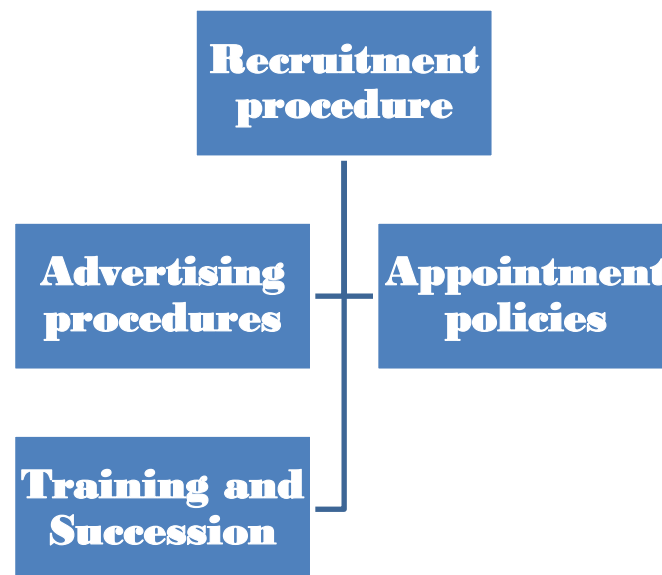 Recruitment
procedure
Advertising
procedures
Appointment
policies
Training and
Succession